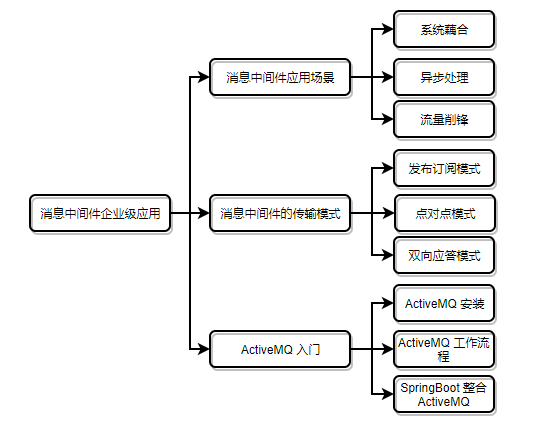 系统藕合
消息中间件应用场景
异步处理
流量削锋
发布订阅模式
消息中间件企业级应用
消息中间件的传输模式
点对点模式
双向应答模式
ActiveMQ 安装
ActiveMQ 入门
ActiveMQ 工作流
程
SpringBoot 整合
ActiveMQ